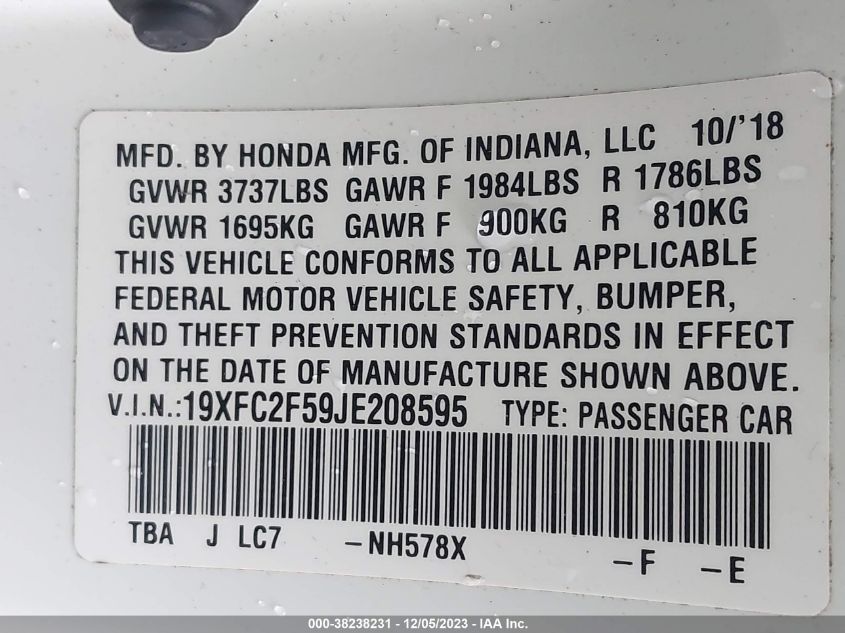 MFD. BY HONDA MFG. OF INDIANA, LLC 10/'18
GVWR 3737LBS GAWR F 1984LBS R 1786LBS
GVWR 1695KG GAWR F 900KG R 810KG
THIS VEHICLE CONFORMS TO ALL APPLICABLE
FEDERAL MOTOR VEHICLE SAFETY, BUMPER,
AND THEFT PREVENTION STANDARDS IN EFFECT
ON THE DATE OF MANUFACTURE SHOWN ABOVE.
V.I.N.:19XFC2F59JE208595 TYPE: PASSENGER CAR
TBA J LC7 -NH578X -F -E
000-38238231 - 12/05/2023 - IAA Inc.